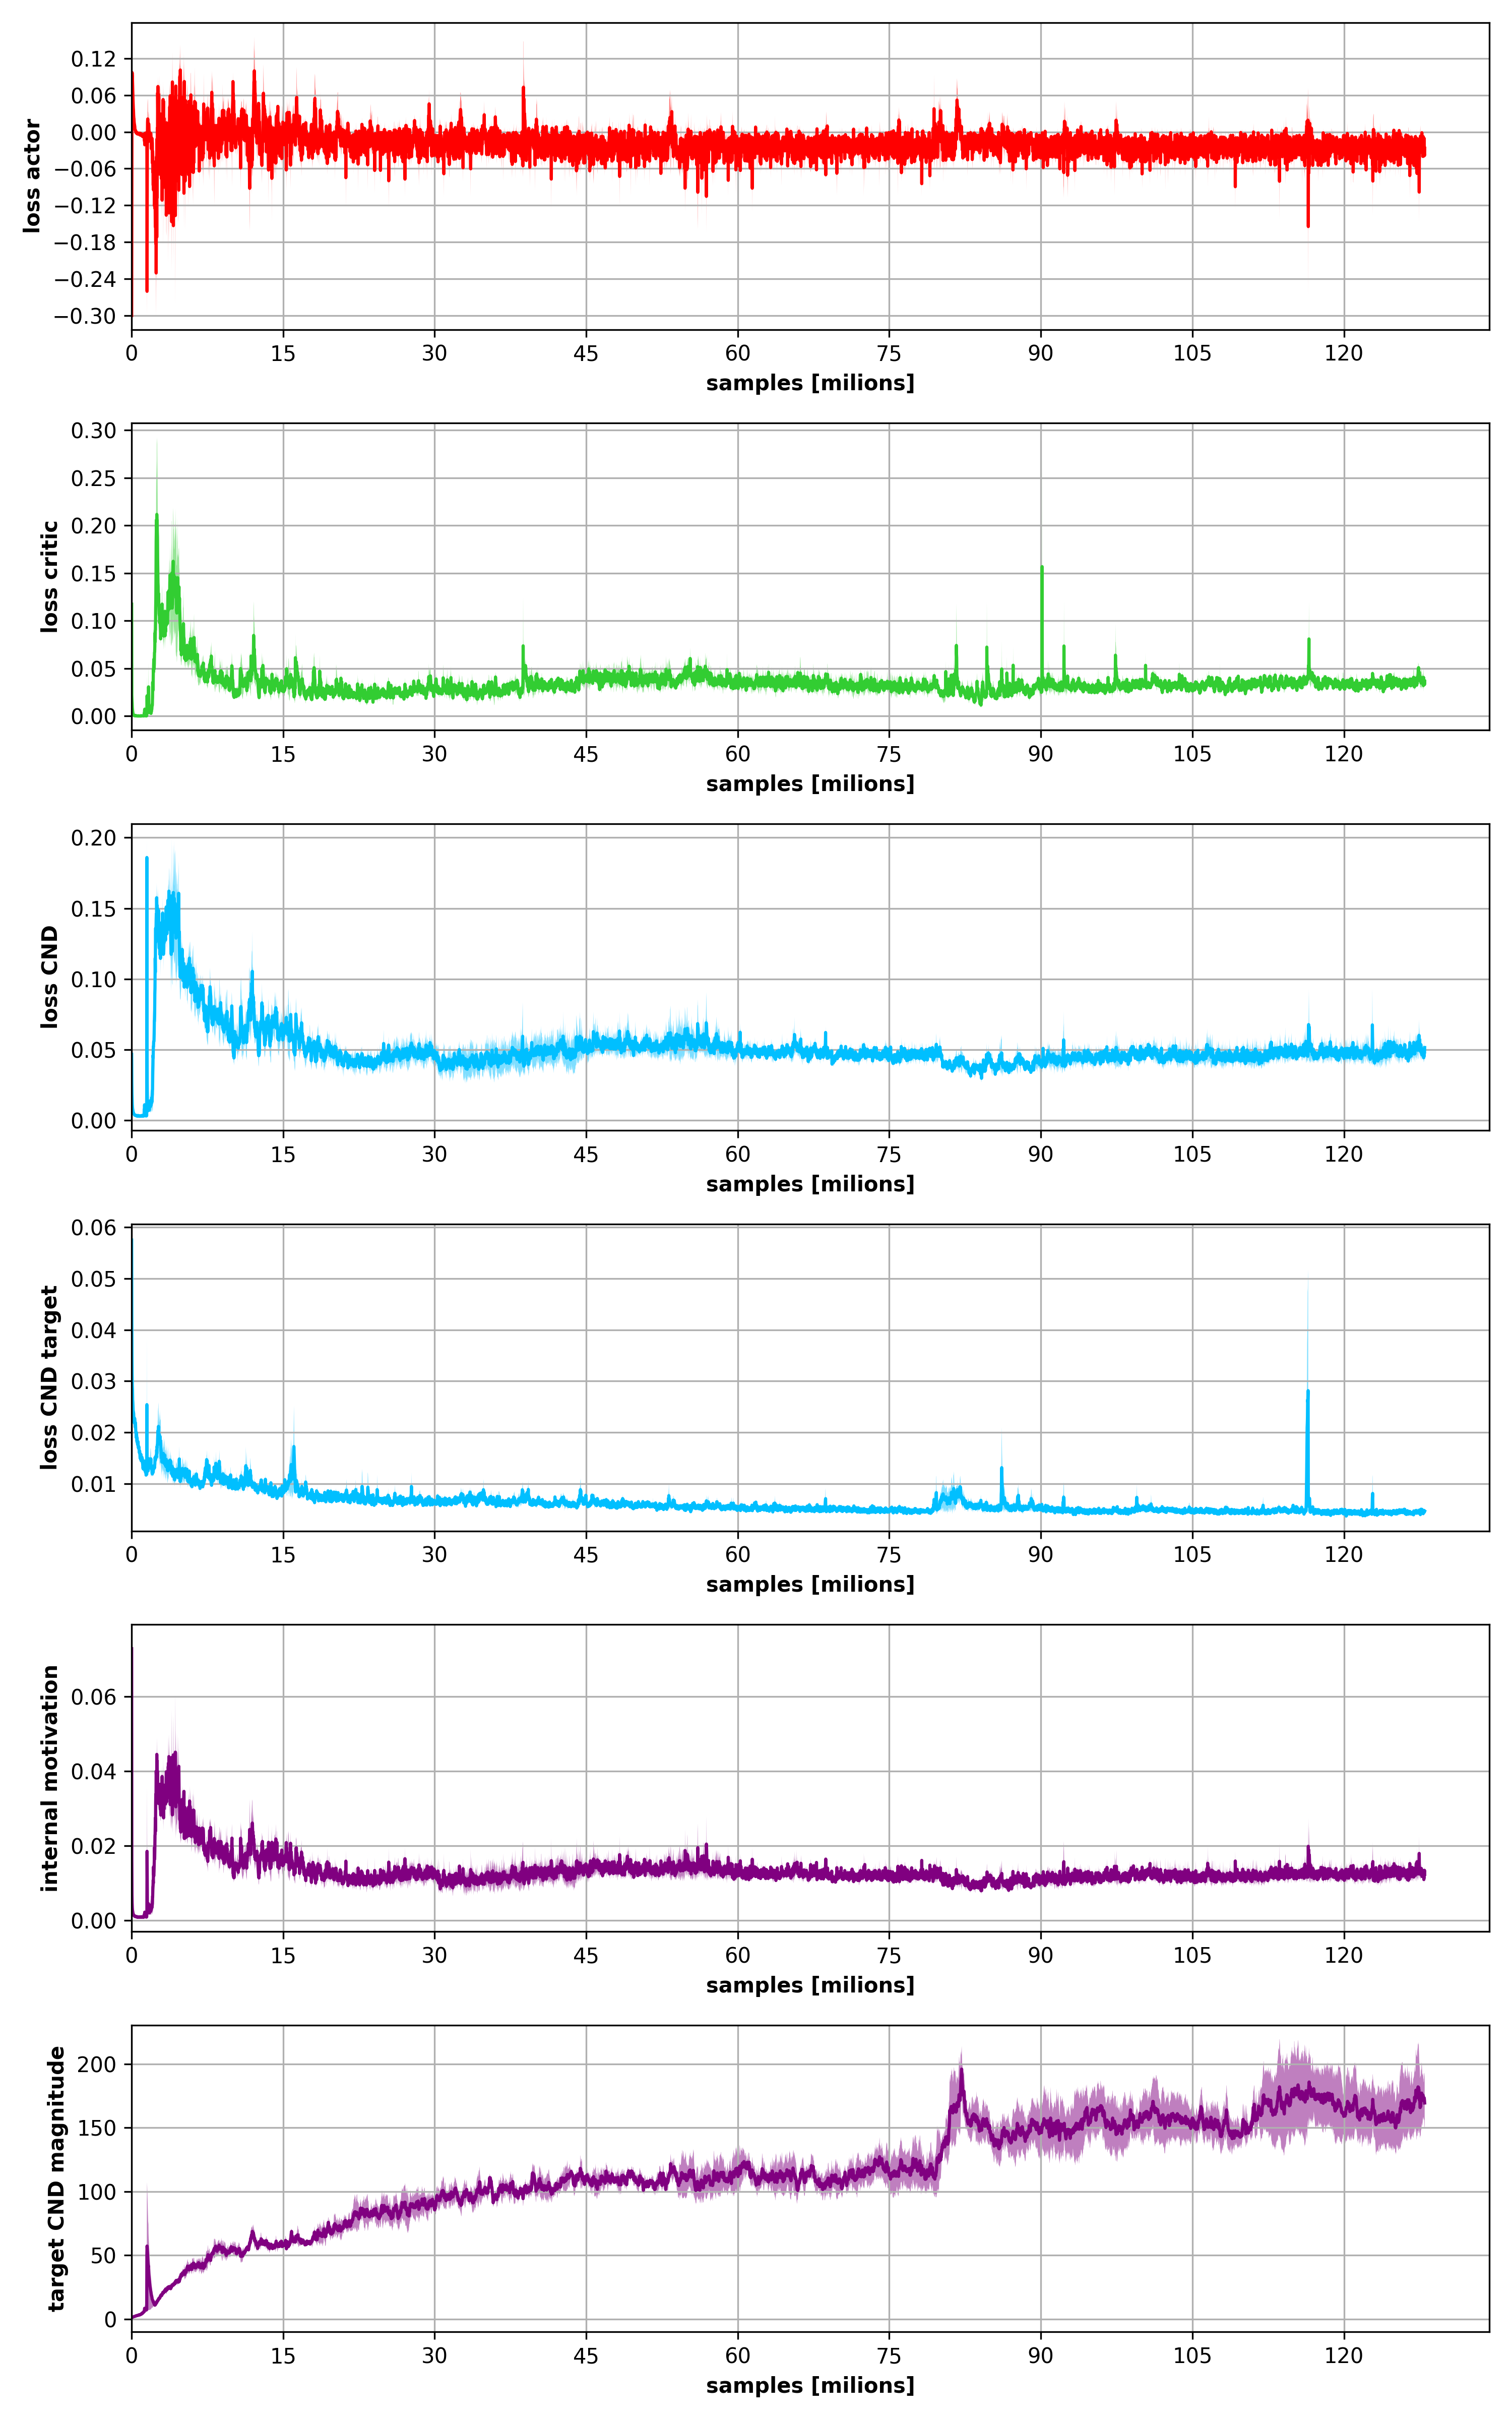 loss actor
0.12
0.06
0.00
−0.06
−0.12
−0.18
−0.24
−0.30
0 15 30 45 60 75 90 105 120
samples [milions]
loss critic
0.30
0.25
0.20
0.15
0.10
0.05
0.00
0 15 30 45 60 75 90 105 120
samples [milions]
loss CND
0.20
0.15
0.10
0.05
0.00
0 15 30 45 60 75 90 105 120
samples [milions]
loss CND target
0.06
0.05
0.04
0.03
0.02
0.01
0 15 30 45 60 75 90 105 120
samples [milions]
internal motivation
0.06
0.04
0.02
0.00
0 15 30 45 60 75 90 105 120
samples [milions]
target CND magnitude
200
150
100
50
0
0 15 30 45 60 75 90 105 120
samples [milions]